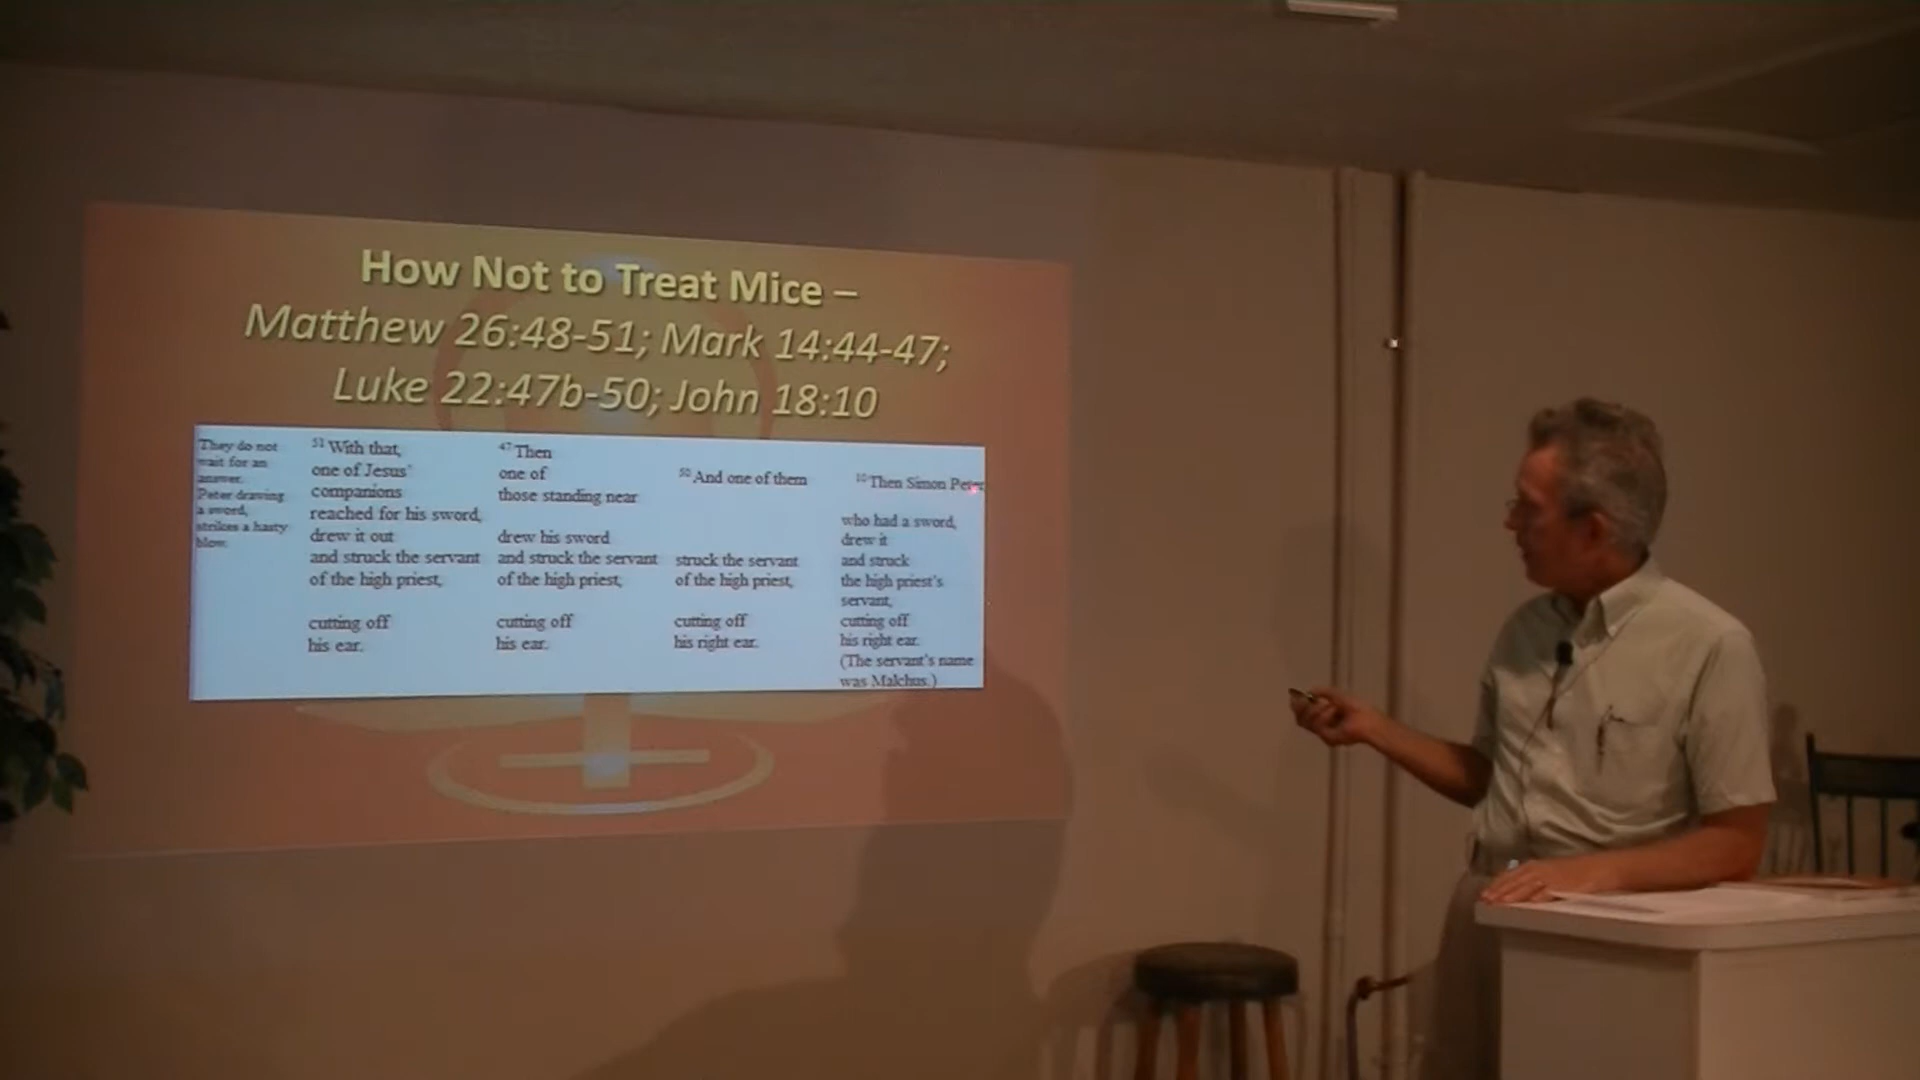 How Not to Treat Mice –
Matthew 26:48-51; Mark 14:44-47;
Luke 22:47b-50; John 18:10
They do not
wait for an
answer.
Peter drawing
a sword,
strikes a hasty
blow.
51 With that,
one of Jesus'
companions
reached for his sword,
drew it out
and struck the servant
of the high priest,
cutting off
his ear.
47 Then
one of
those standing near
drew his sword
and struck the servant
of the high priest,
cutting off
his ear.
50 And one of them
struck the servant
of the high priest,
cutting off
his right ear.
10 Then Simon Peter
who had a sword,
drew it
and struck
the high priest's
servant,
cutting off
his right ear.
(The servant's name
was Malchus.)